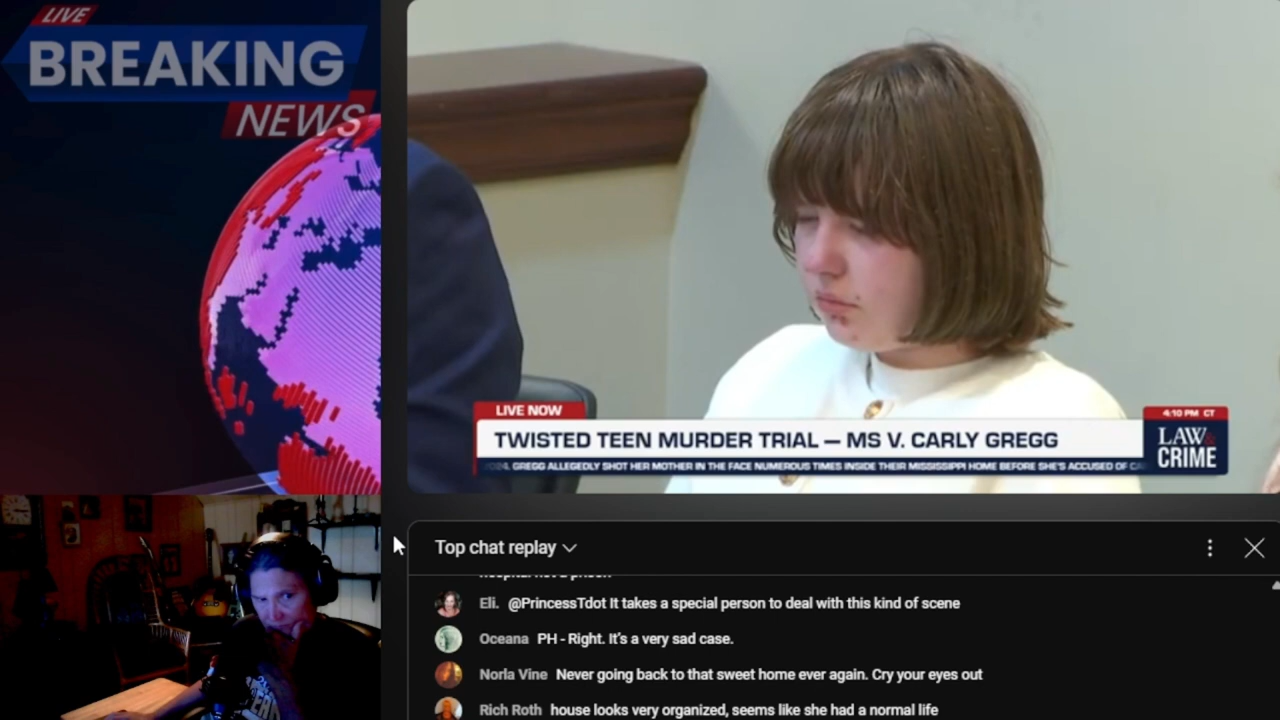 LIVE
BREAKING
NEWS
LIVE NOW
4:10 PM CT
TWISTED TEEN MURDER TRIAL — MS V. CARLY GREGG
LAW&
CRIME
GREGG ALLEGEDLY SHOT HER MOTHER IN THE FACE NUMEROUS TIMES INSIDE THEIR MISSISSIPPI HOME BEFORE SHE'S ACCUSED OF
Top chat replay
Eli. @PrincessTdot It takes a special person to deal with this kind of scene
Oceana PH - Right. It's a very sad case.
Norla Vine Never going back to that sweet home ever again. Cry your eyes out
Rich Roth house looks very organized, seems like she had a normal life